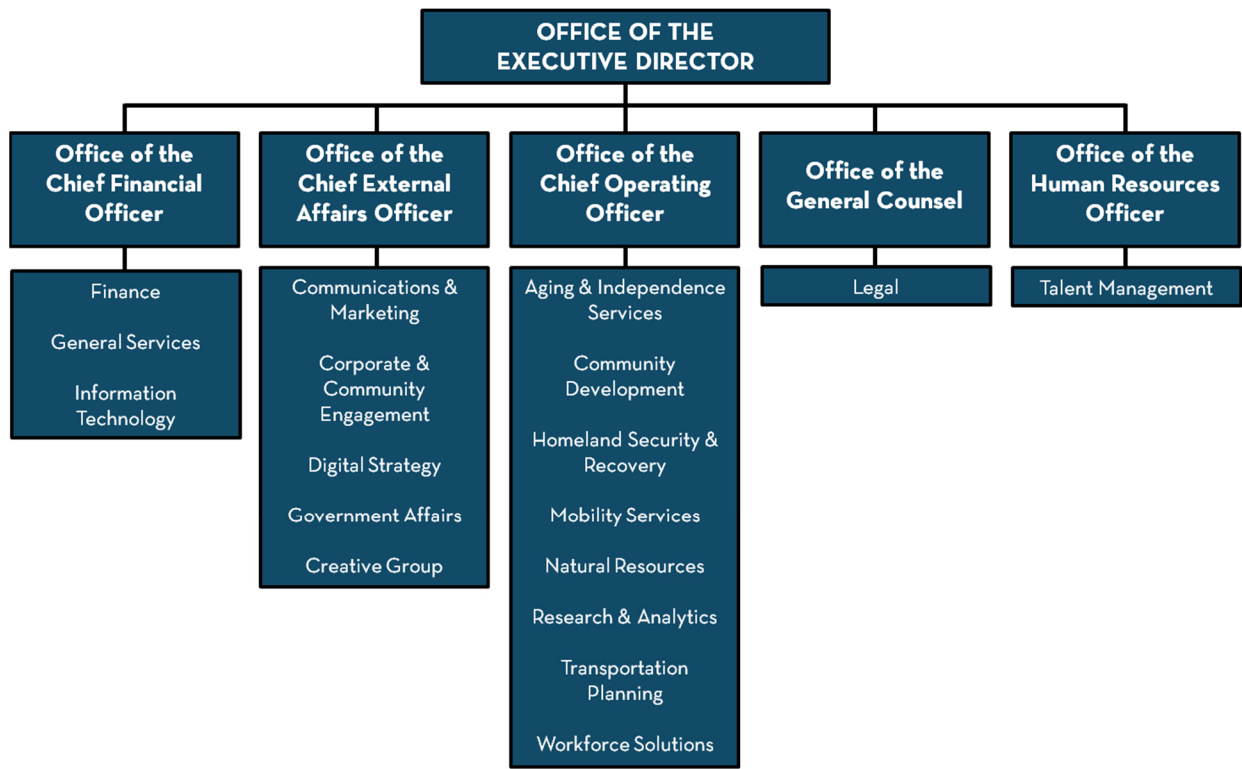 OFFICE OF THE
EXECUTIVE DIRECTOR
Office of the
Chief Financial
Officer
Finance
General Services
Information
Technology
Office of the
Chief External
Affairs Officer
Communications &
Marketing
Corporate &
Community
Engagement
Digital Strategy
Government Affairs
Creative Group
Office of the
Chief Operating
Officer
Aging & Independence
Services
Community
Development
Homeland Security &
Recovery
Mobility Services
Natural Resources
Research & Analytics
Transportation
Planning
Workforce Solutions
Office of the
General Counsel
Legal
Office of the
Human Resources
Officer
Talent Management